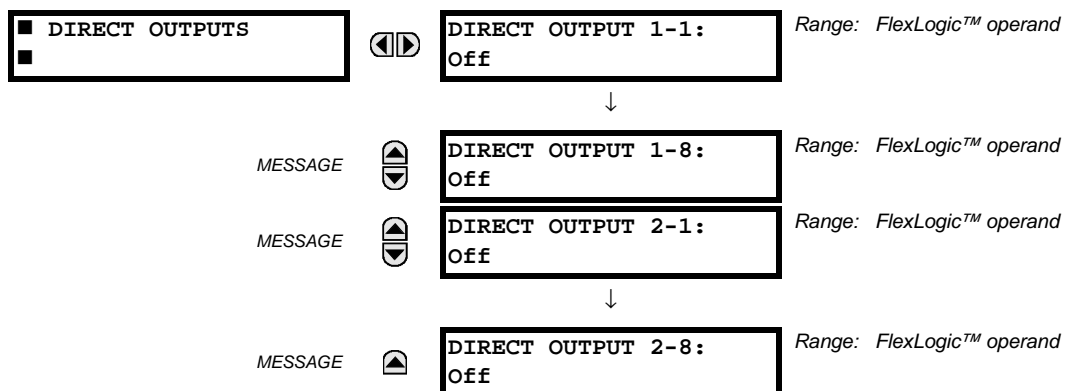 ■ DIRECT OUTPUTS
■
DIRECT OUTPUT 1-1:
Off
Range: FlexLogic™ operand
↓
MESSAGE
DIRECT OUTPUT 1-8:
Off
Range: FlexLogic™ operand
MESSAGE
DIRECT OUTPUT 2-1:
Off
Range: FlexLogic™ operand
↓
MESSAGE
DIRECT OUTPUT 2-8:
Off
Range: FlexLogic™ operand